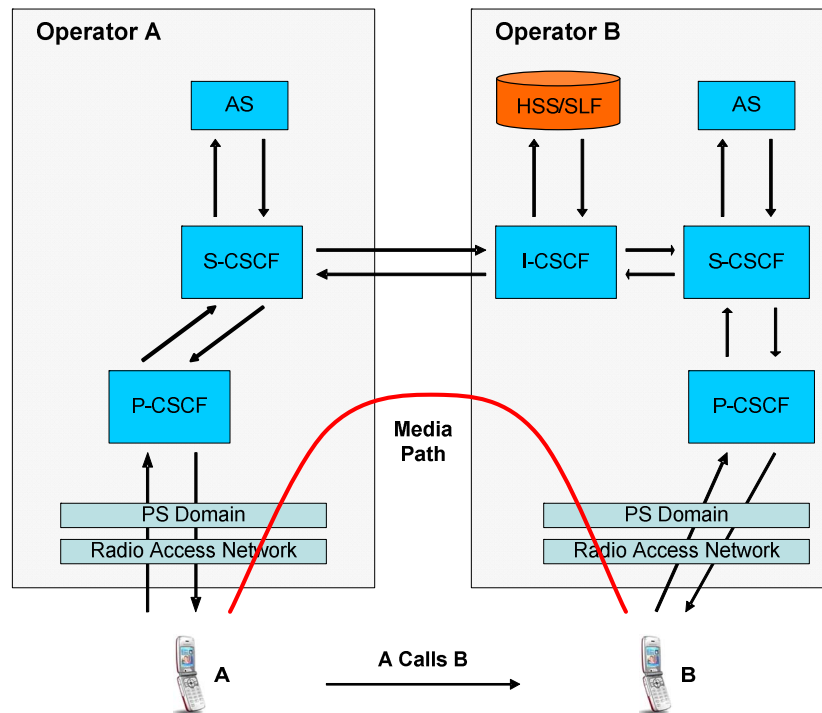 Operator A
Operator B
AS
HSS/SLF
AS
S-CSCF
I-CSCF
S-CSCF
P-CSCF
P-CSCF
Media
Path
PS Domain
PS Domain
Radio Access Network
Radio Access Network
A
A Calls B
B